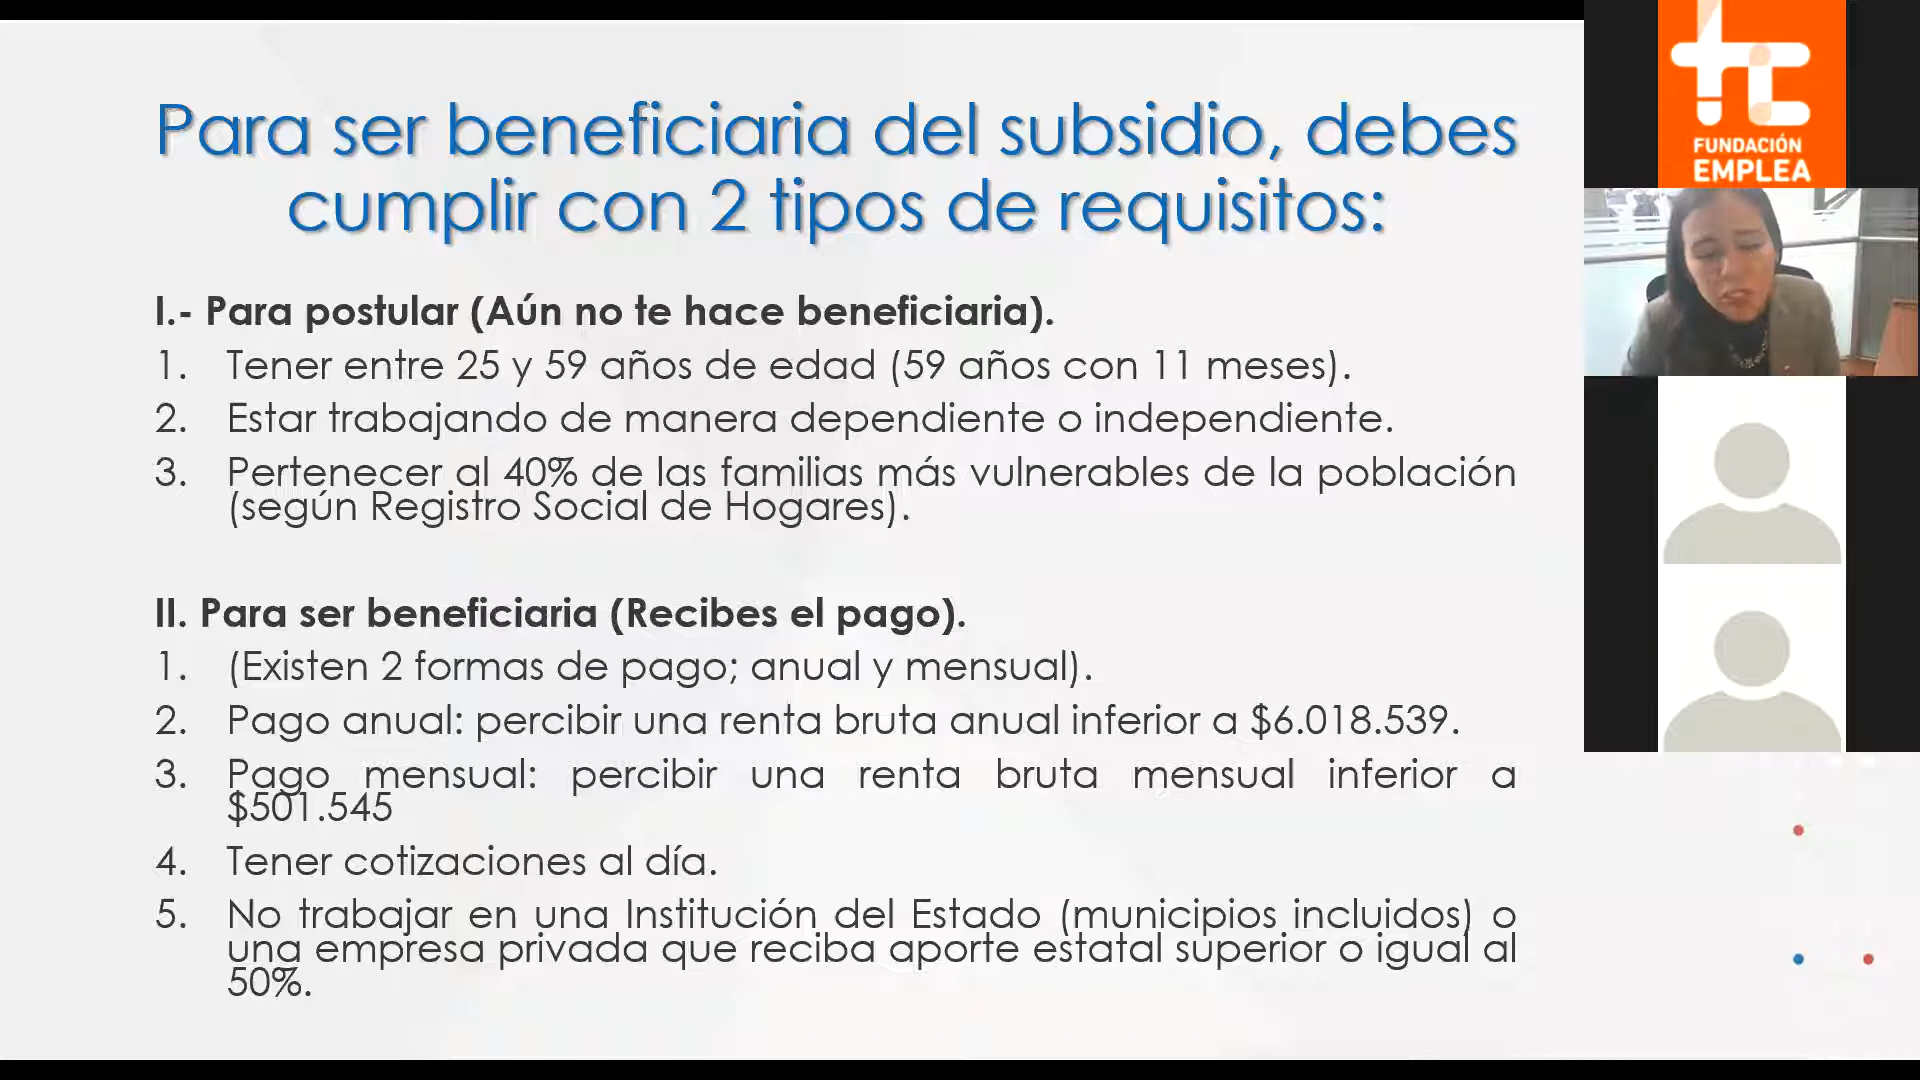 Para ser beneficiaria del subsidio, debes
cumplir con 2 tipos de requisitos:
I.- Para postular (Aún no te hace beneficiaria).
1. Tener entre 25 y 59 años de edad (59 años con 11 meses).
2. Estar trabajando de manera dependiente o independiente.
3. Pertenecer al 40% de las familias más vulnerables de la población
(según Registro Social de Hogares).
II. Para ser beneficiaria (Recibes el pago).
1. (Existen 2 formas de pago; anual y mensual).
2. Pago anual: percibir una renta bruta anual inferior a $6.018.539.
3. Pago mensual: percibir una renta bruta mensual inferior a
$501.545
4. Tener cotizaciones al día.
5. No trabajar en una Institución del Estado (municipios incluidos) o
una empresa privada que reciba aporte estatal superior o igual al
50%.
FUNDACIÓN
EMPLEA